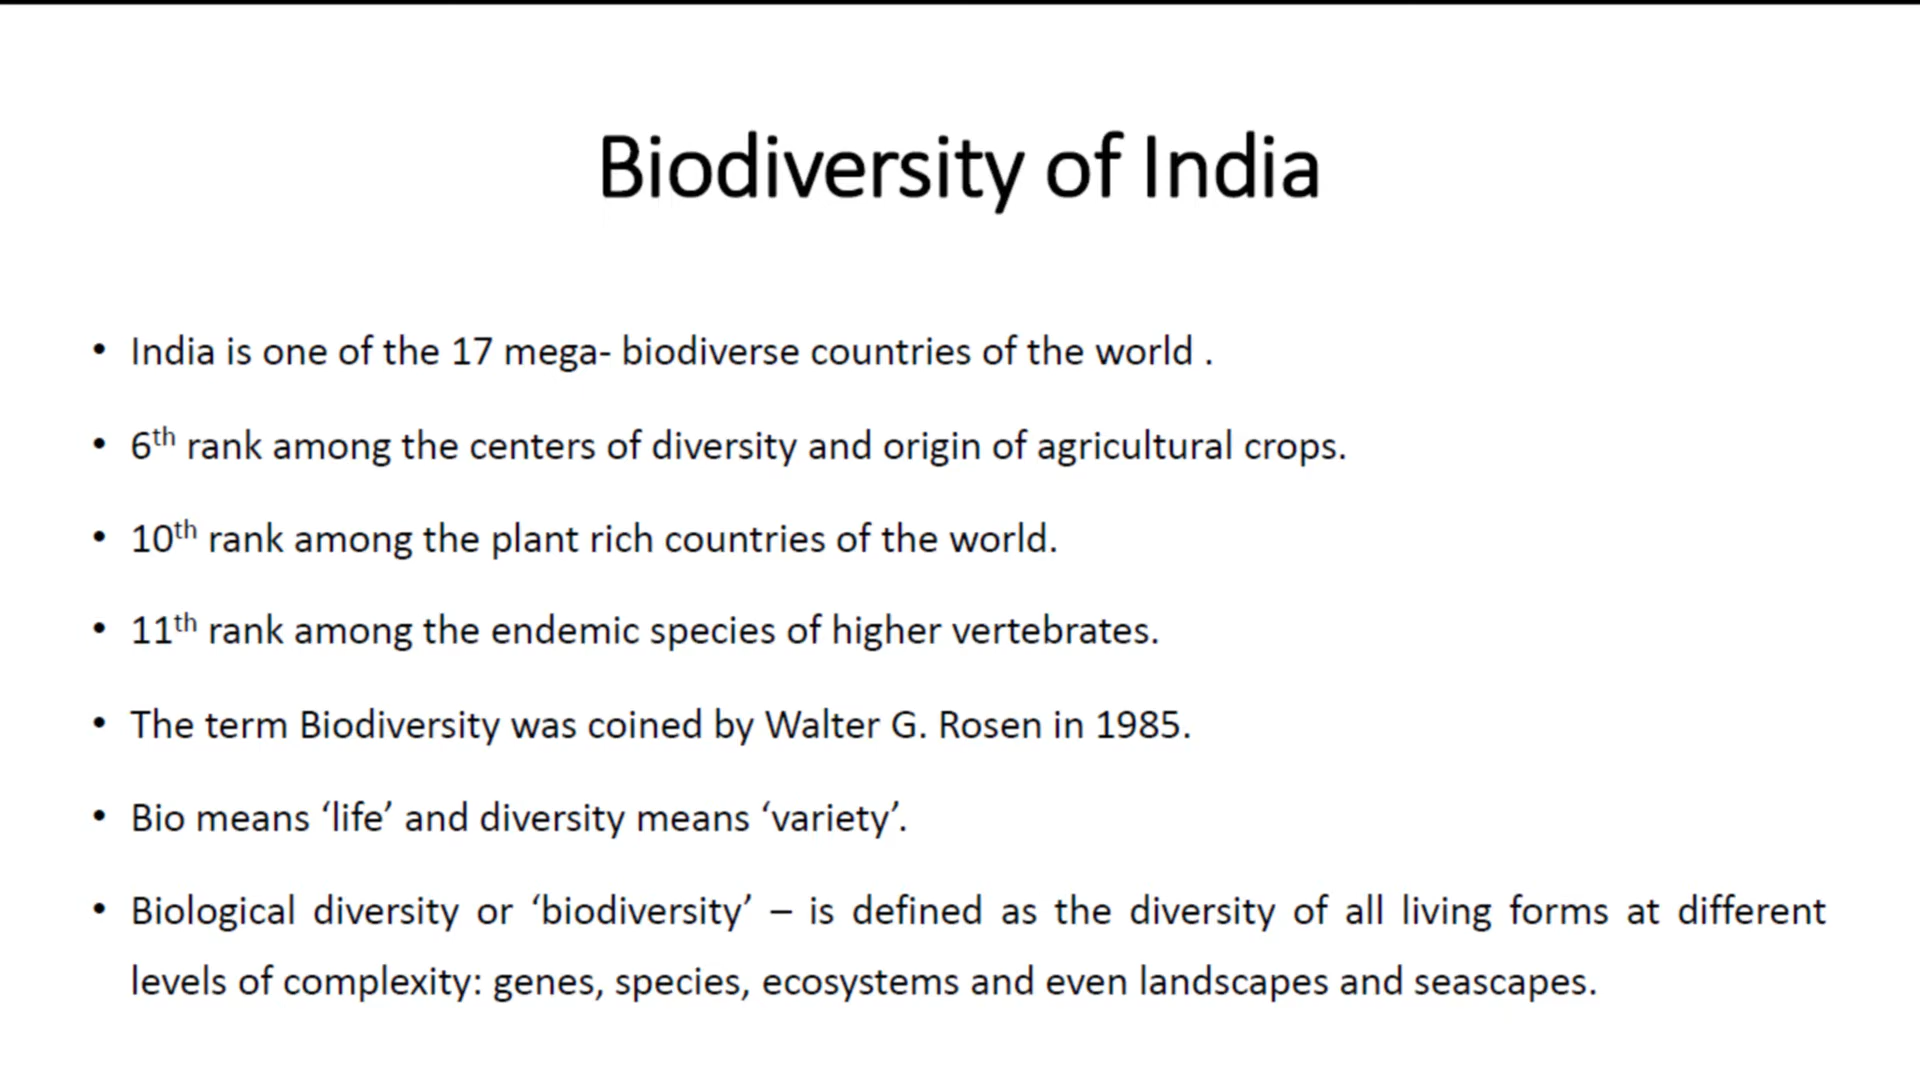 Biodiversity of India
• India is one of the 17 mega- biodiverse countries of the world .
• 6th rank among the centers of diversity and origin of agricultural crops.
• 10th rank among the plant rich countries of the world.
• 11th rank among the endemic species of higher vertebrates.
• The term Biodiversity was coined by Walter G. Rosen in 1985.
• Bio means ‘life’ and diversity means ‘variety’.
• Biological diversity or ‘biodiversity’ – is defined as the diversity of all living forms at different
levels of complexity: genes, species, ecosystems and even landscapes and seascapes.